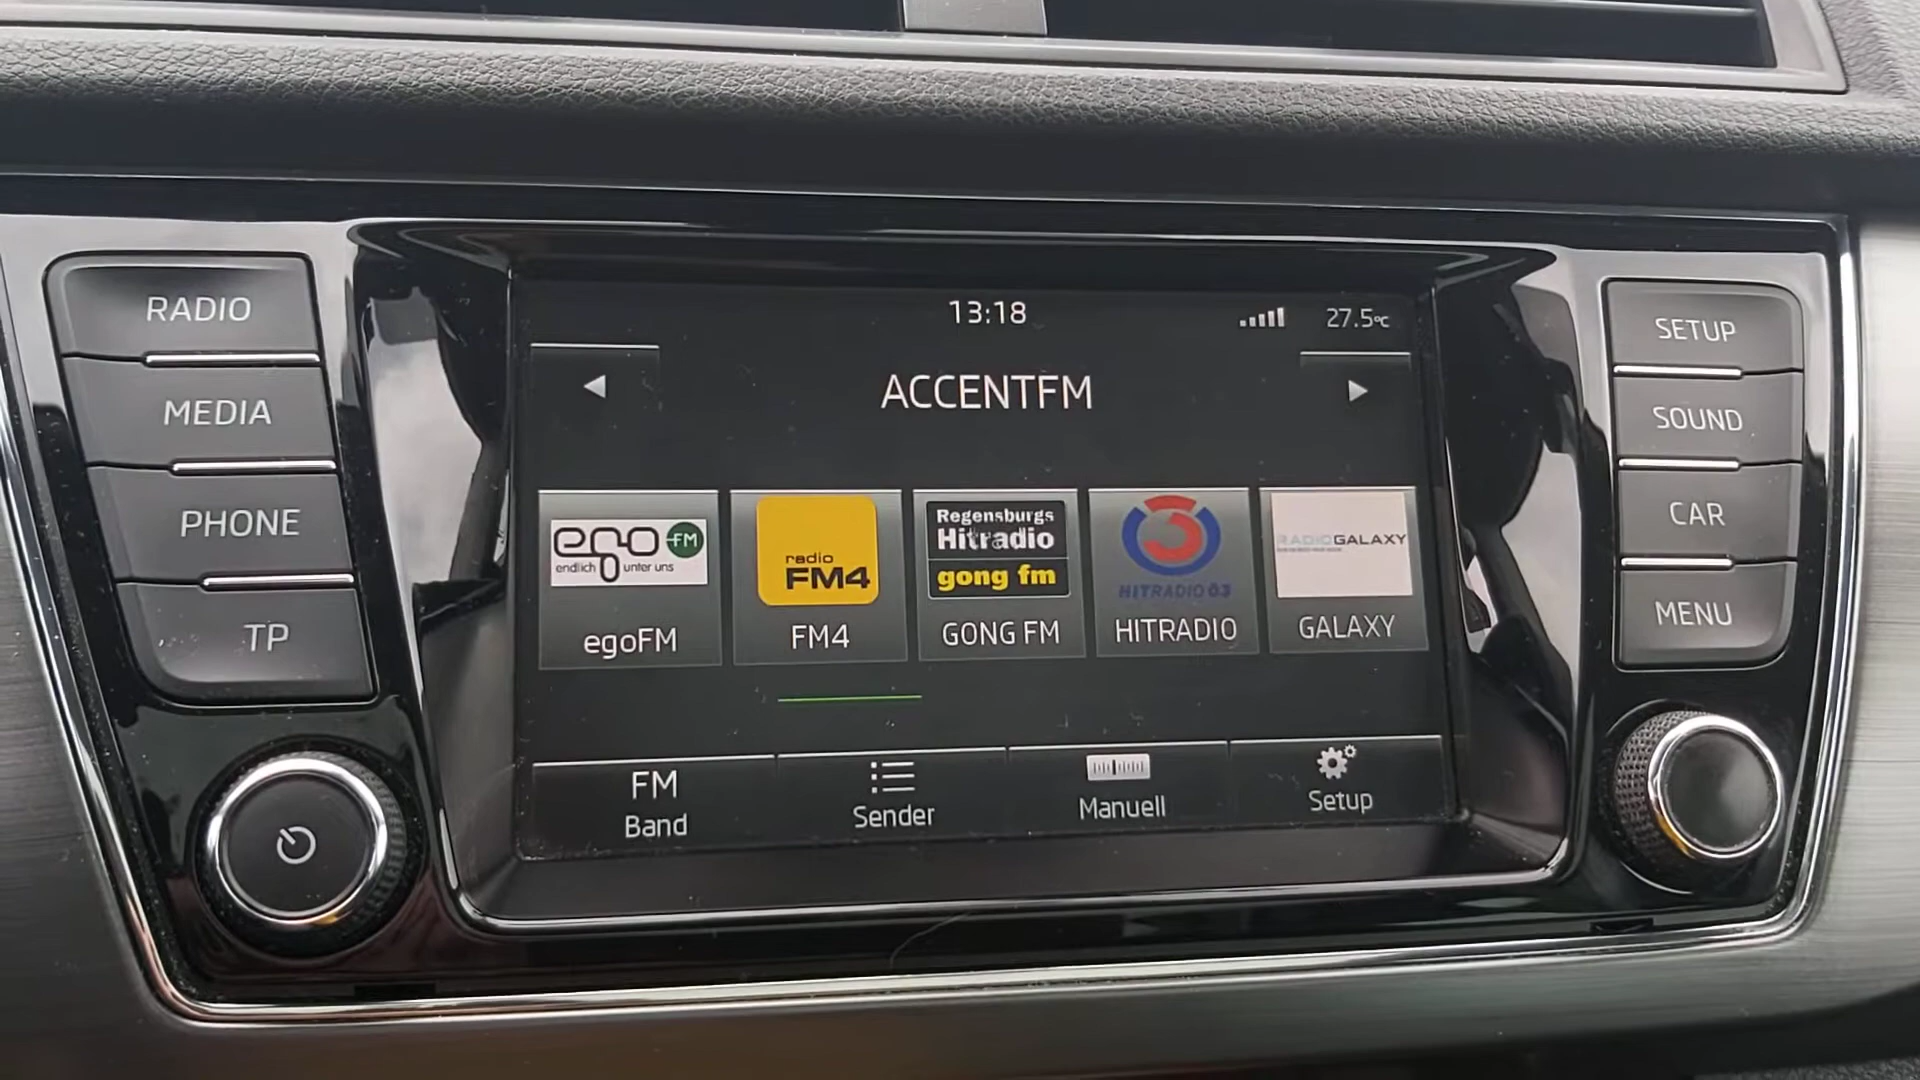 RADIO
MEDIA
PHONE
TP
13:18
27.5°C
ACCENTFM
ego FM
endlich unter uns
egoFM
radio
FM4
FM4
Regensburgs
Hitradio
gong fm
GONG FM
3
HITRADIO Ö3
HITRADIO
RADIOGALAXY
GALAXY
FM
Band
Sender
Manuell
Setup
SETUP
SOUND
CAR
MENU